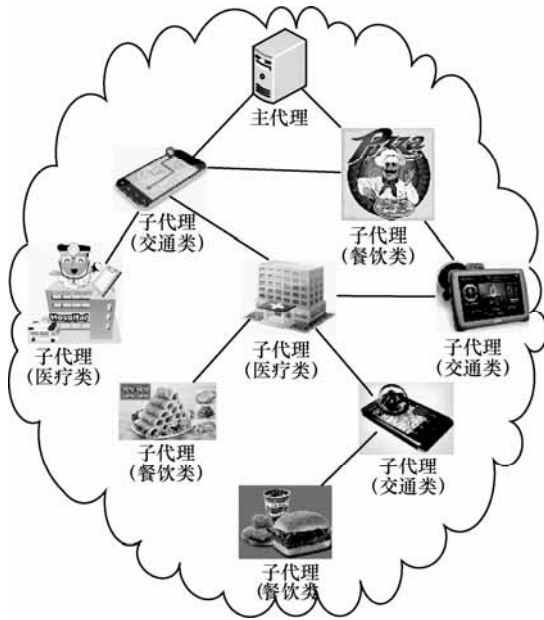 主代理
Pizza
子代理
(交通类)
子代理
(餐饮类)
Hospital
子代理
(医疗类)
子代理
(医疗类)
子代理
(交通类)
子代理
(餐饮类)
子代理
(交通类)
子代理
(餐饮类)